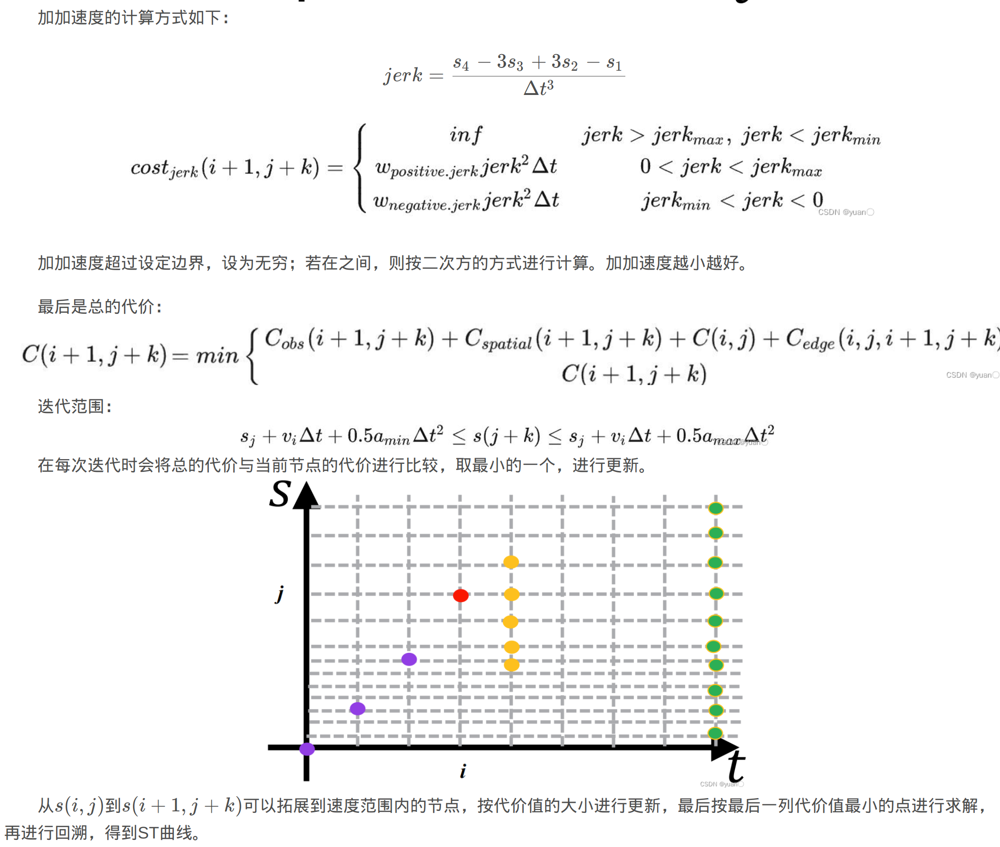 加加速度的计算方式如下：
jerk = \frac{s_4 - 3s_3 + 3s_2 - s_1}{\Delta t^3}
cost_{jerk}(i + 1, j + k) = \begin{cases} inf & jerk > jerk_{max}, jerk < jerk_{min} \\ w_{positive.jerk} jerk^2 \Delta t & 0 < jerk < jerk_{max} \\ w_{negative.jerk} jerk^2 \Delta t & jerk_{min} < jerk < 0 \end{cases}
CSDN @yuan〇
加加速度超过设定边界，设为无穷；若在之间，则按二次方的方式进行计算。加加速度越小越好。
最后是总的代价：
C(i + 1, j + k) = min \begin{cases} C_{obs}(i + 1, j + k) + C_{spatial}(i + 1, j + k) + C(i, j) + C_{edge}(i, j, i + 1, j + k) \\ C(i + 1, j + k) \end{cases}
CSDN @yuan〇
迭代范围：
s_j + v_i \Delta t + 0.5a_{min} \Delta t^2 \leq s(j + k) \leq s_j + v_i \Delta t + 0.5a_{max} \Delta t^2
CSDN @yuan〇
在每次迭代时会将总的代价与当前节点的代价进行比较，取最小的一个，进行更新。
S
j
i
t
CSDN @yuan〇
从s(i, j)到s(i + 1, j + k)可以拓展到速度范围内的节点，按代价值的大小进行更新，最后按最后一列代价值最小的点进行求解，
再进行回溯，得到ST曲线。